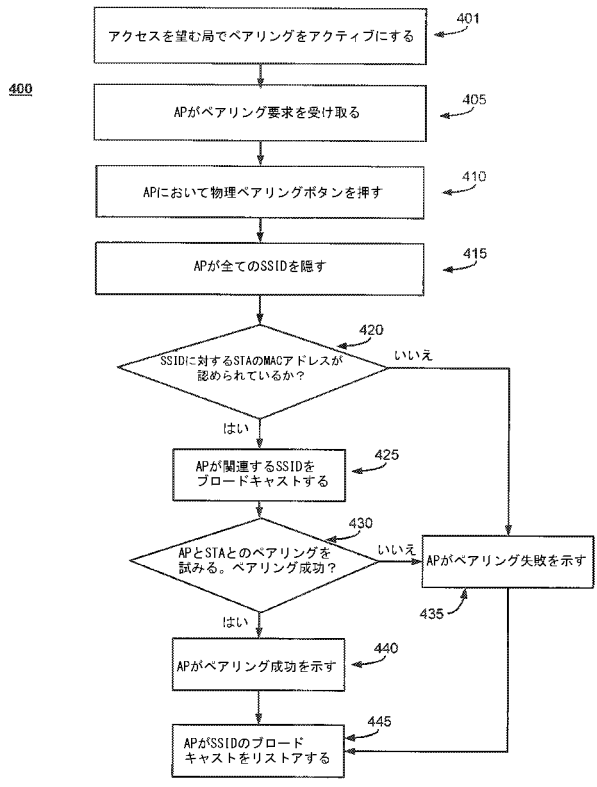 400
アクセスを望む局でペアリングをアクティブにする
401
APがペアリング要求を受け取る
405
APにおいて物理ペアリングボタンを押す
410
APが全てのSSIDを隠す
415
420
SSIDに対するSTAのMACアドレスが
認められているか？
いいえ
はい
APが関連するSSIDを
ブロードキャストする
425
430
APとSTAとのペアリングを
試みる。ペアリング成功？
いいえ
はい
APがペアリング失敗を示す
435
APがペアリング成功を示す
440
APがSSIDのブロード
キャストをリストアする
445